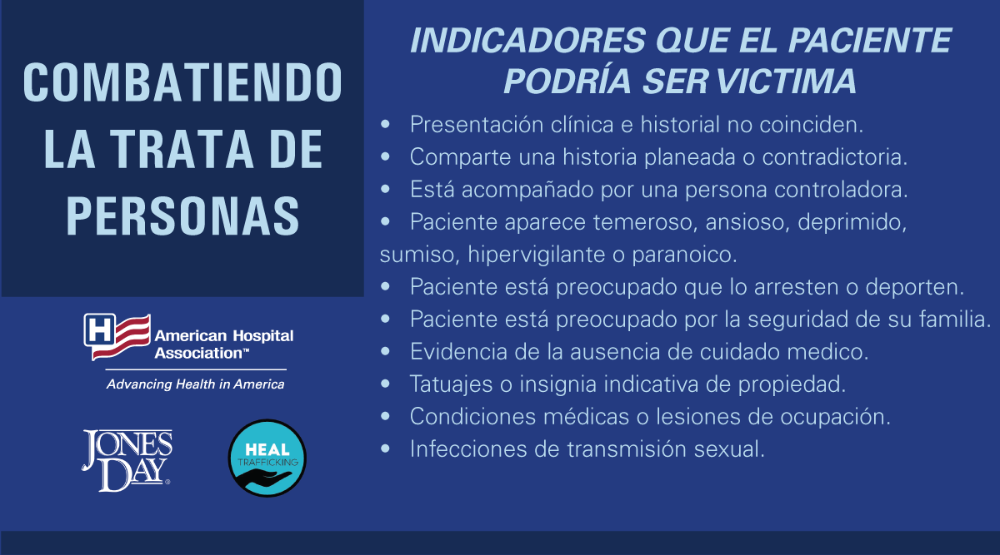 COMBATIENDO
LA TRATA DE
PERSONAS
H
American Hospital
Association™
Advancing Health in America
JONES
DAY®
HEAL
TRAFFICKING
INDICADORES QUE EL PACIENTE
PODRÍA SER VICTIMA
• Presentación clínica e historial no coinciden.
• Comparte una historia planeada o contradictoria.
• Está acompañado por una persona controladora.
• Paciente aparece temeroso, ansioso, deprimido,
sumiso, hipervigilante o paranoico.
• Paciente está preocupado que lo arresten o deporten.
• Paciente está preocupado por la seguridad de su familia.
• Evidencia de la ausencia de cuidado medico.
• Tatuajes o insignia indicativa de propiedad.
• Condiciones médicas o lesiones de ocupación.
• Infecciones de transmisión sexual.